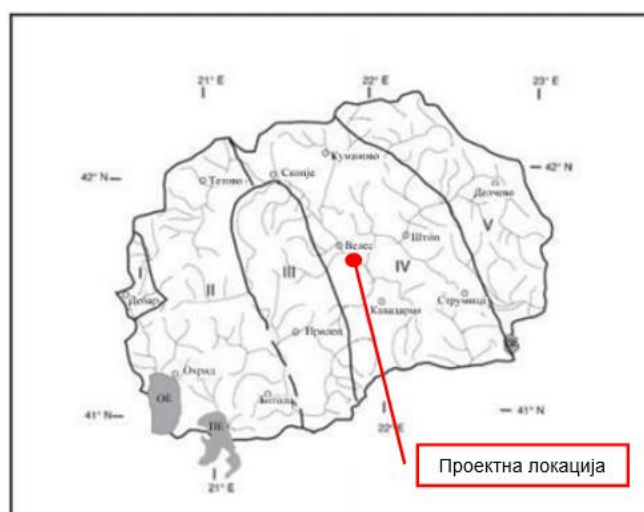 21° E
22° E
23° E
42° N
Куманово
Скопје
Тетово
42° N
Делчево
V
Штип
Велес
I
III
IV
II
Дебар
Струмица
Кавадарци
Прилеп
Охрид
Битола
ОЕ
41° N
ПЕ
41° N
22° E
21° E
Проектна локација